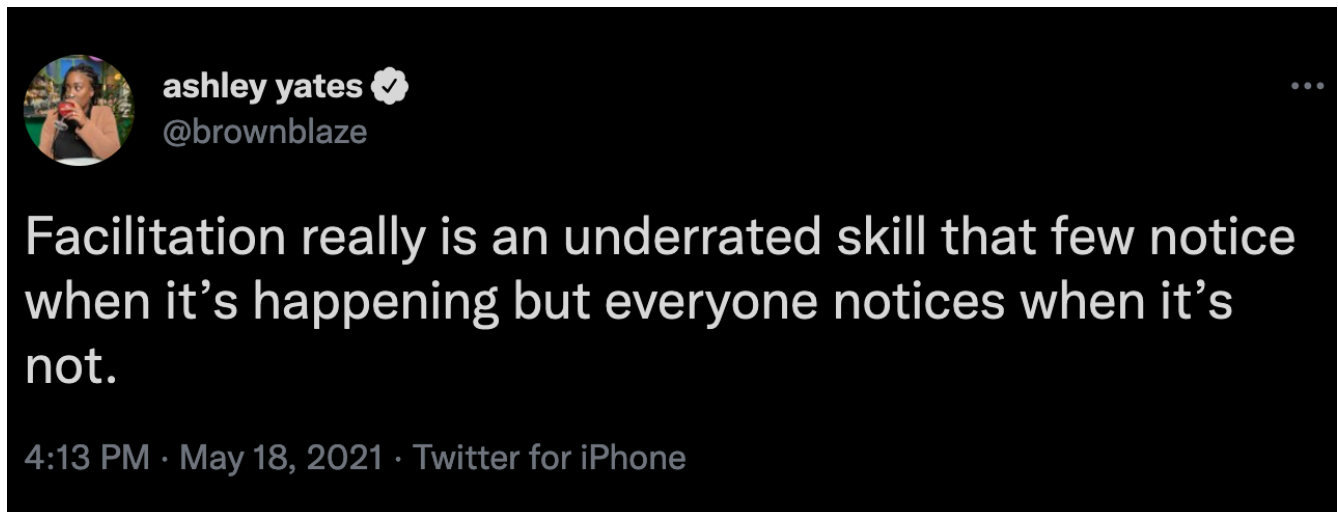 ashley yates
@brownblaze
Facilitation really is an underrated skill that few notice
when it’s happening but everyone notices when it’s
not.
4:13 PM · May 18, 2021 · Twitter for iPhone